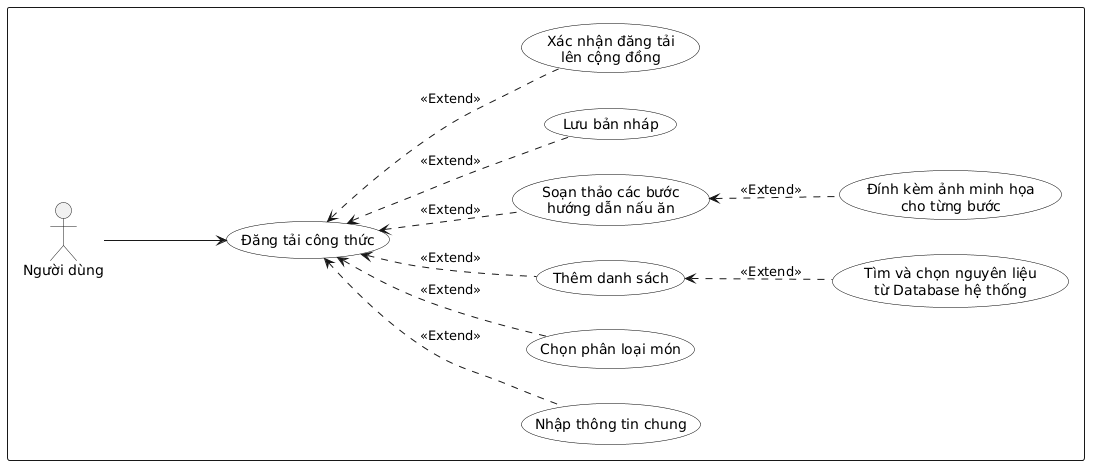 Xác nhận đăng tải
lên cộng đồng
«Extend»
Lưu bản nháp
«Extend»
Soạn thảo các bước
hướng dẫn nấu ăn
«Extend»
Đính kèm ảnh minh họa
cho từng bước
«Extend»
Người dùng
Đăng tải công thức
«Extend»
Thêm danh sách
«Extend»
Tìm và chọn nguyên liệu
từ Database hệ thống
«Extend»
Chọn phân loại món
«Extend»
Nhập thông tin chung